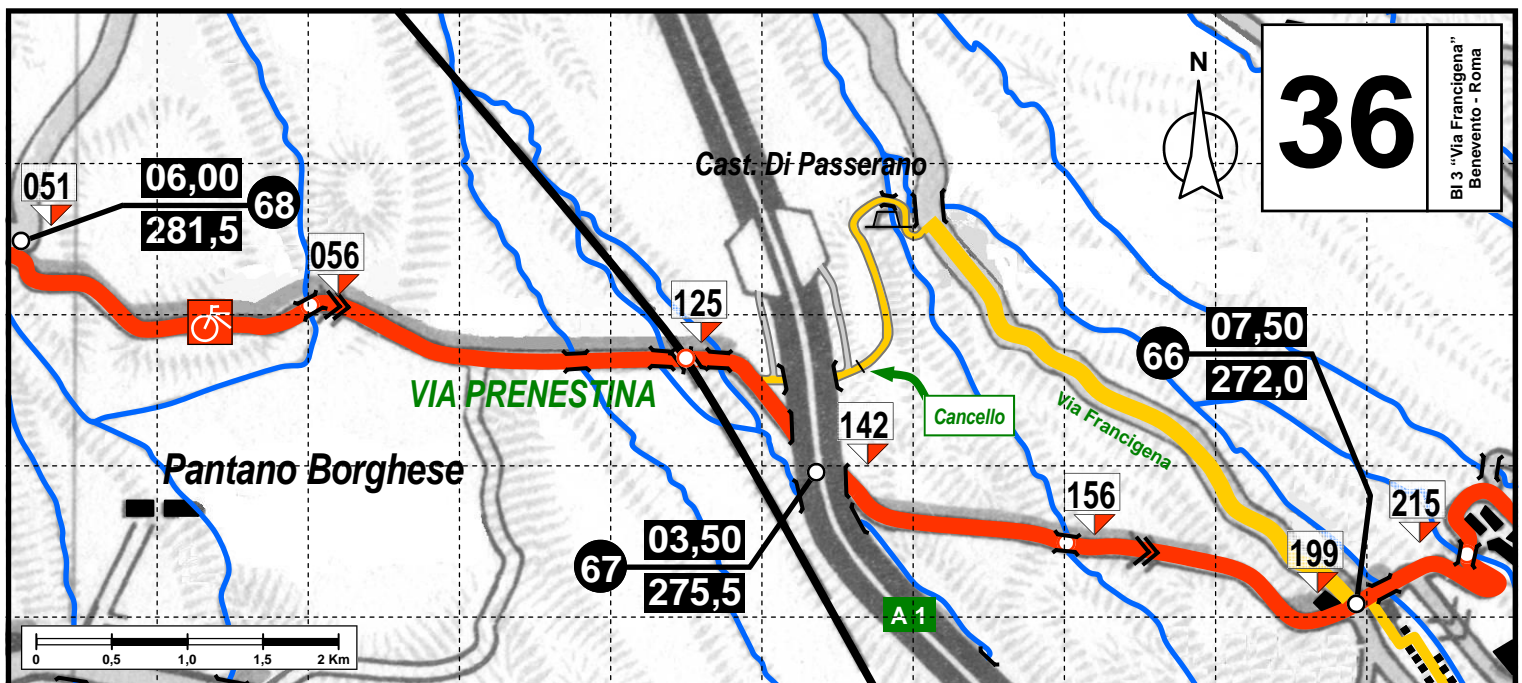 N
36
BI 3 “Via Francigena”
Benevento - Roma
Cast. Di Passerano
051
06,00
281,5
68
056
125
VIA PRENESTINA
Cancello
142
Via Francigena
66
07,50
272,0
Pantano Borghese
156
215
199
67
03,50
275,5
A 1
0 0,5 1,0 1,5 2 Km